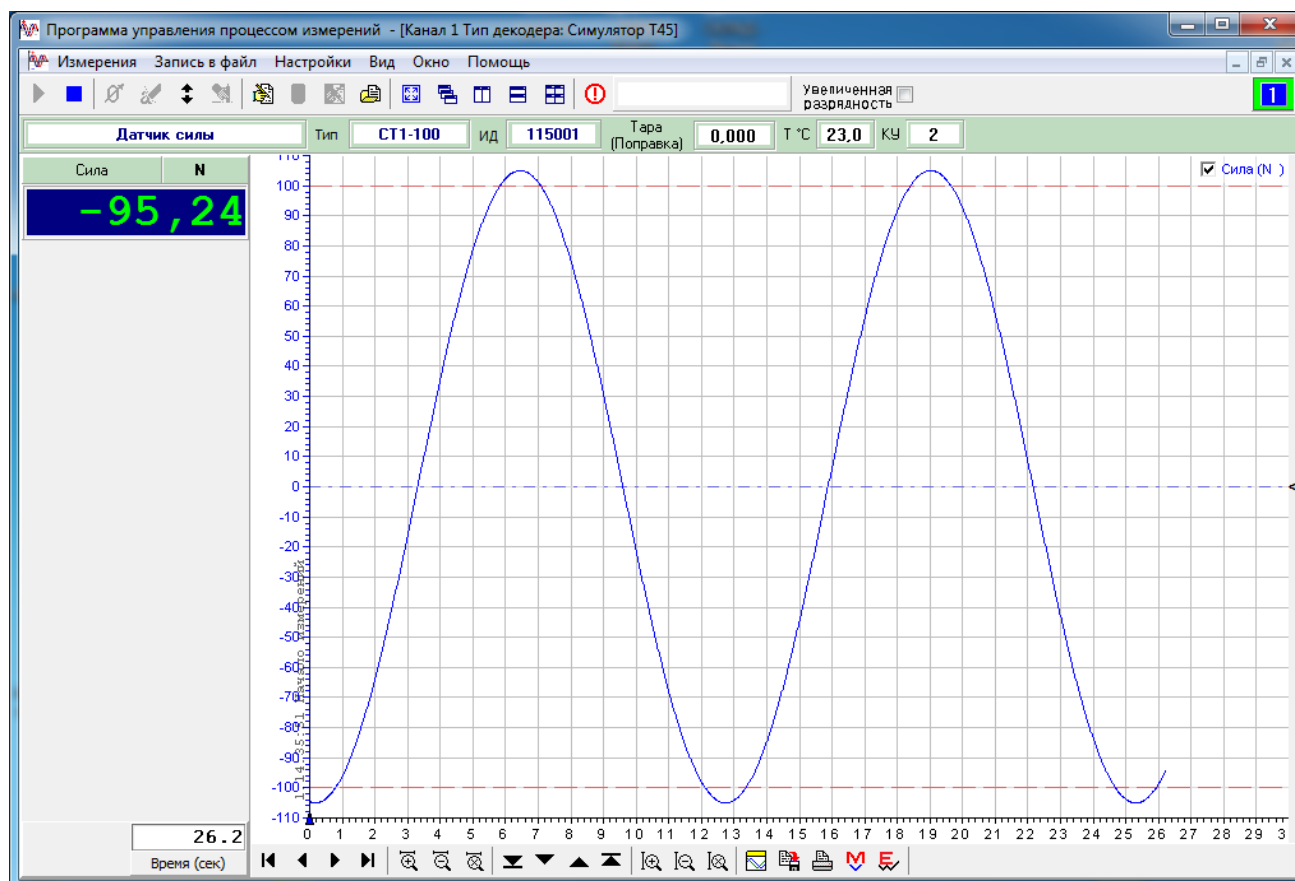 Программа управления процессом измерений - [Канал 1 Тип декодера: Симулятор Т45]
Измерения Запись в файл Настройки Вид Окно Помощь
Увеличенная
разрядность
1
Датчик силы Тип СТ1-100 ИД 115001 Тара (Поправка) 0,000 Т °С 23,0 КУ 2
Сила N
-95,24
Сила (N )
110
100
90
80
70
60
50
40
30
20
10
0
-10
-20
-30
-40
-50
-60
-70
-80
-90
-100
-110
Начало измерений
0 1 2 3 4 5 6 7 8 9 10 11 12 13 14 15 16 17 18 19 20 21 22 23 24 25 26 27 28 29 3
26.2
Время (сек)